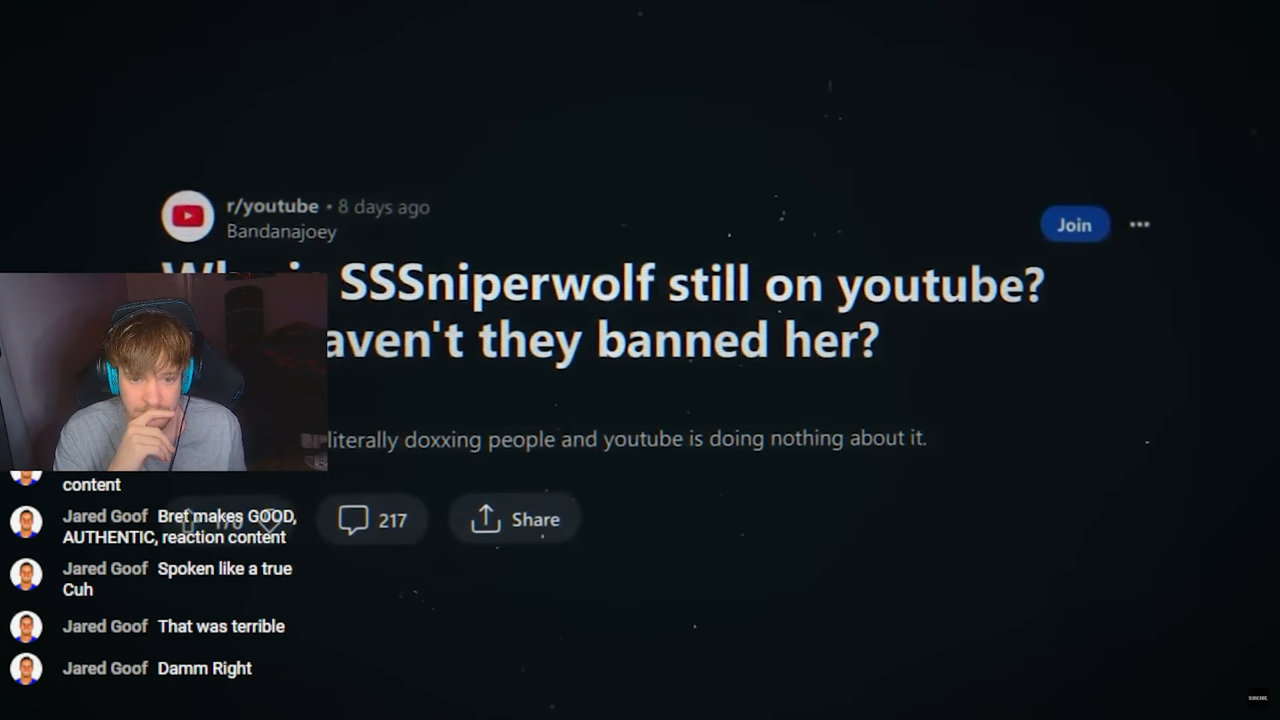 r/youtube • 8 days ago
Bandanajoey
Join
SSSniperwolf still on youtube?
aven't they banned her?
literally doxxing people and youtube is doing nothing about it.
217
Share
content
Jared Goof Bret makes GOOD,
AUTHENTIC, reaction content
Jared Goof Spoken like a true
Cuh
Jared Goof That was terrible
Jared Goof Damm Right
SUBSCRIBE